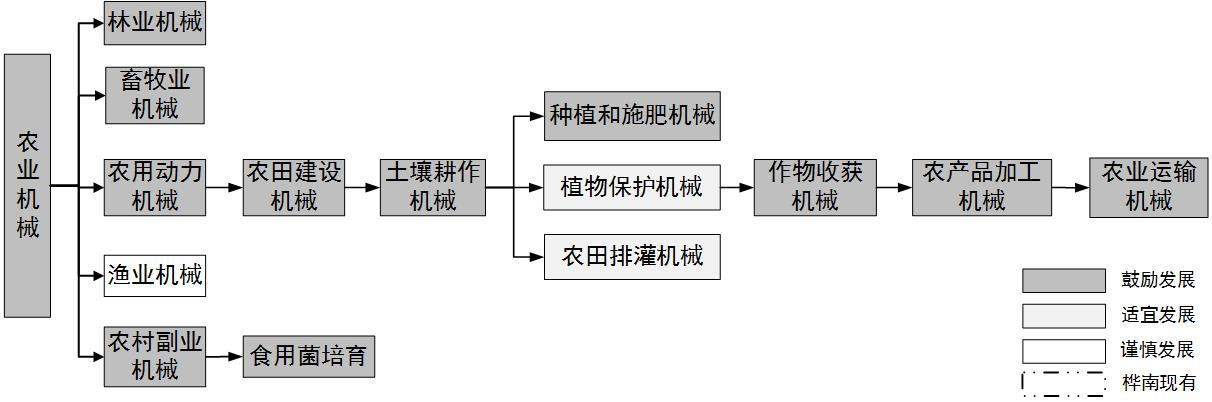 农业机械
林业机械
畜牧业
机械
农用动力
机械
农田建设
机械
土壤耕作
机械
种植和施肥机械
植物保护机械
农田排灌机械
作物收获
机械
农产品加工
机械
农业运输
机械
渔业机械
农村副业
机械
食用菌培育
鼓励发展
适宜发展
谨慎发展
桦南现有